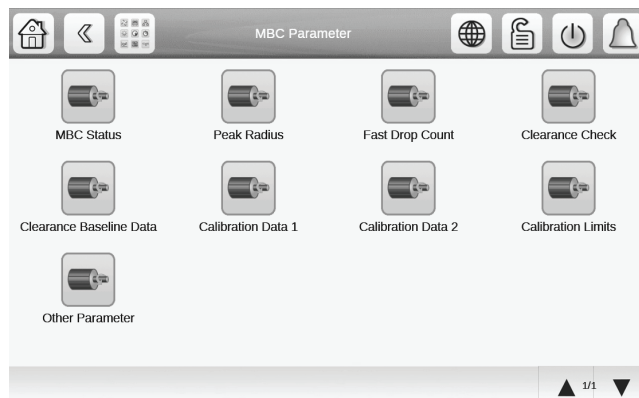 MBC Parameter
MBC Status
Peak Radius
Fast Drop Count
Clearance Check
Clearance Baseline Data
Calibration Data 1
Calibration Data 2
Calibration Limits
Other Parameter
1/1